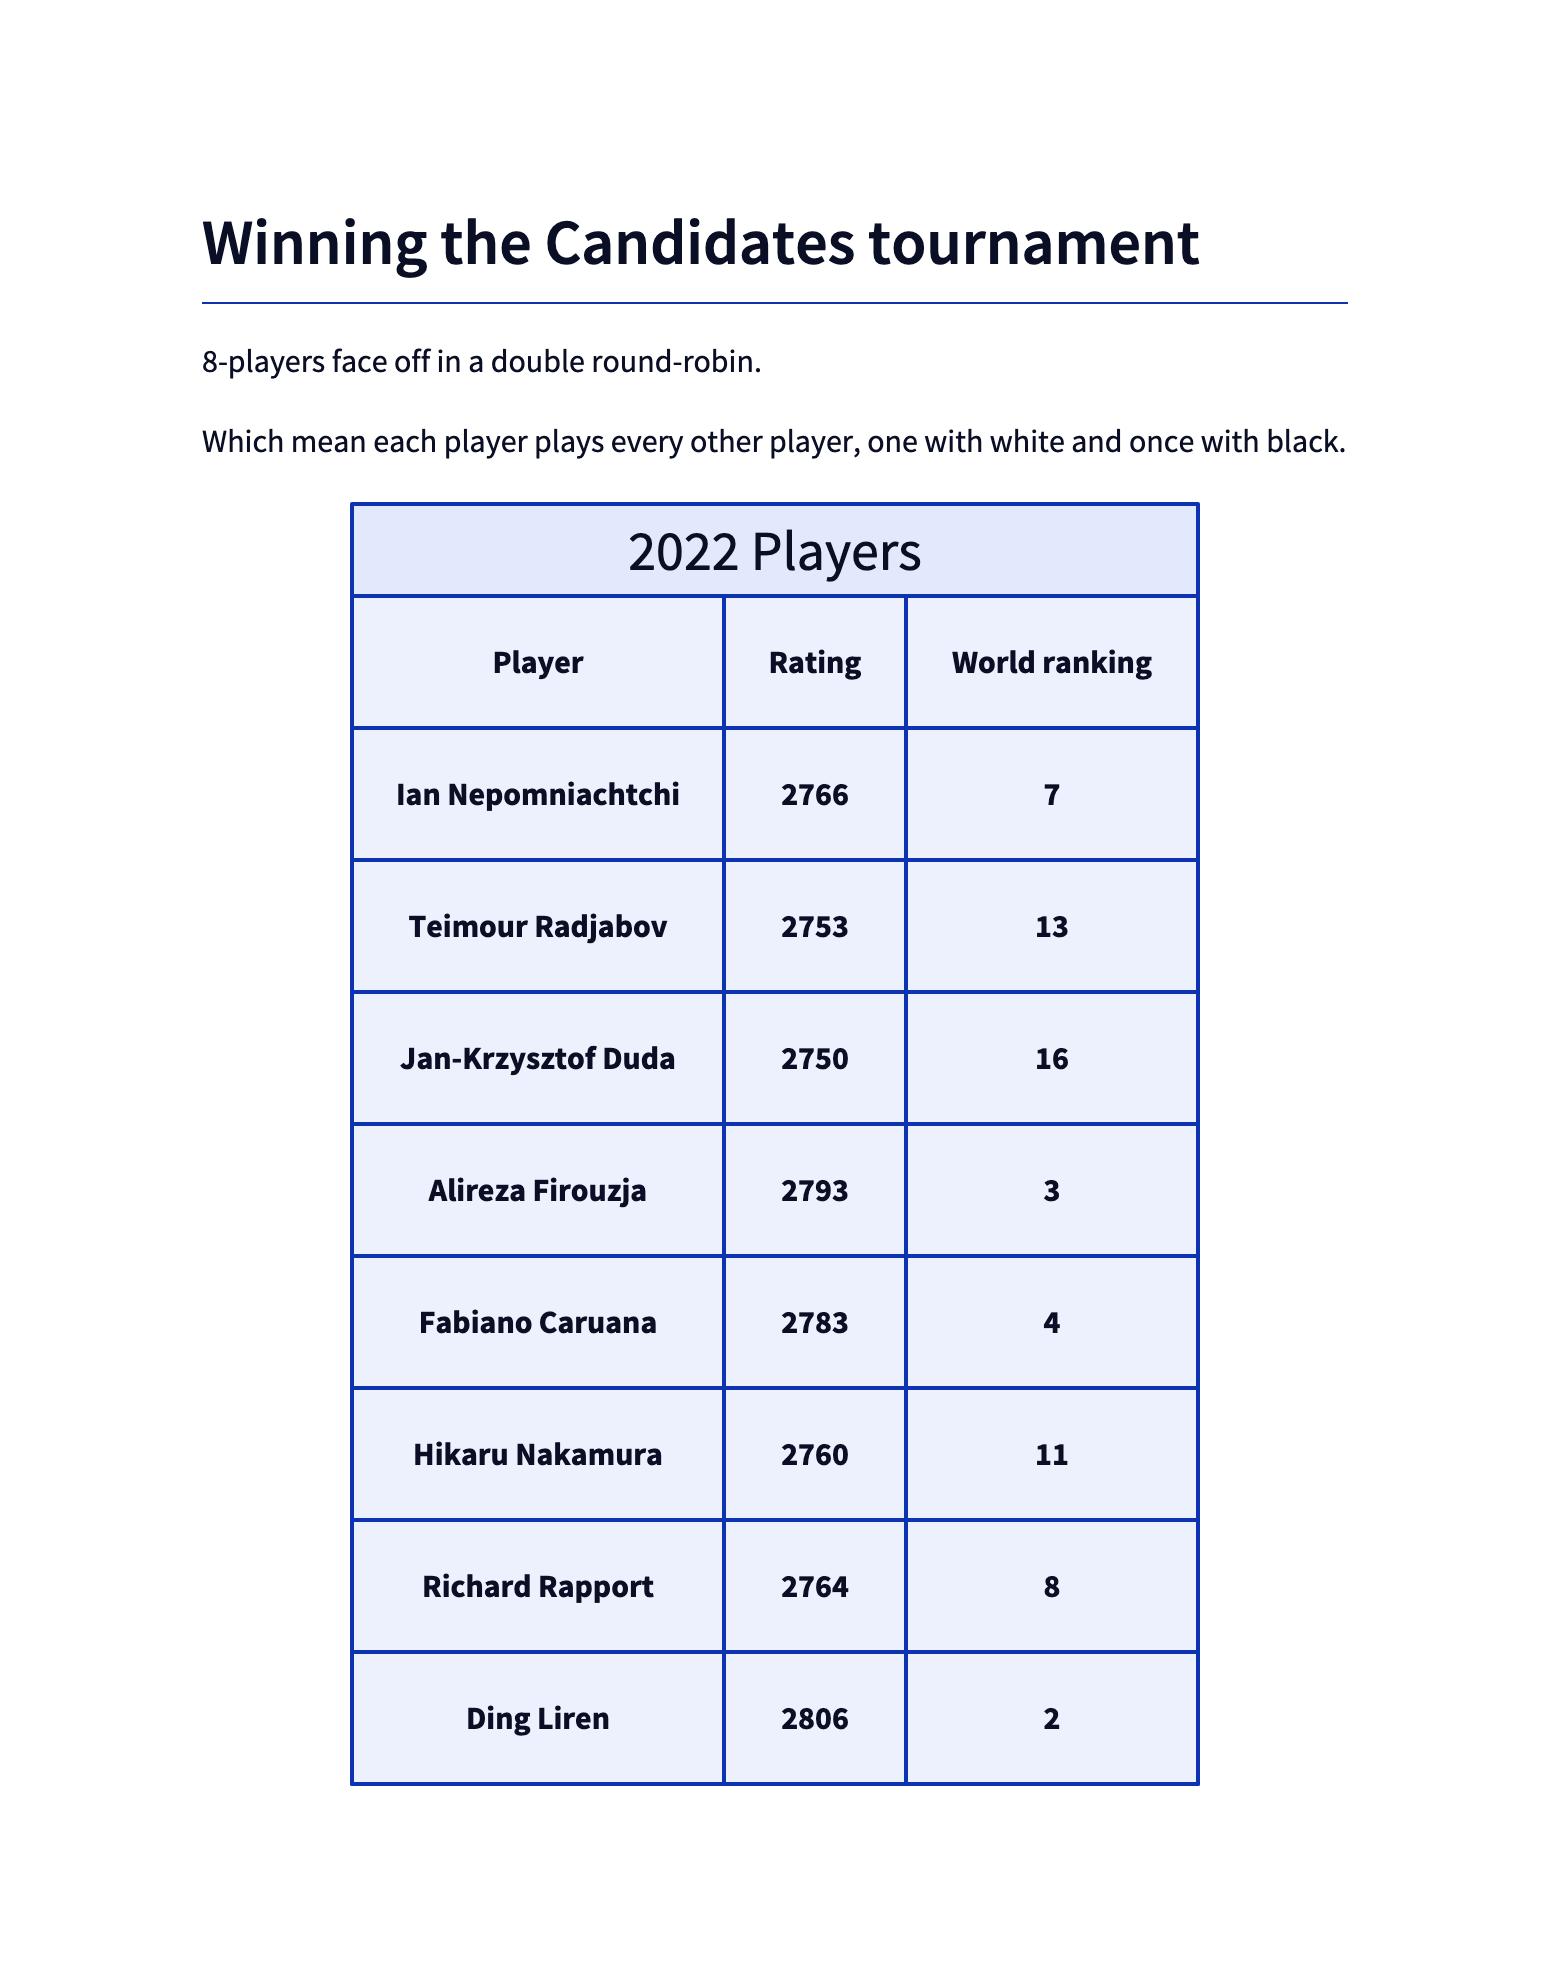 Winning the Candidates tournament
8-players face off in a double round-robin.
Which mean each player plays every other player, one with white and once with black.
2022 Players
Player Rating World ranking
Ian Nepomniachtchi 2766 7
Teimour Radjabov 2753 13
Jan-Krzysztof Duda 2750 16
Alireza Firouzja 2793 3
Fabiano Caruana 2783 4
Hikaru Nakamura 2760 11
Richard Rapport 2764 8
Ding Liren 2806 2